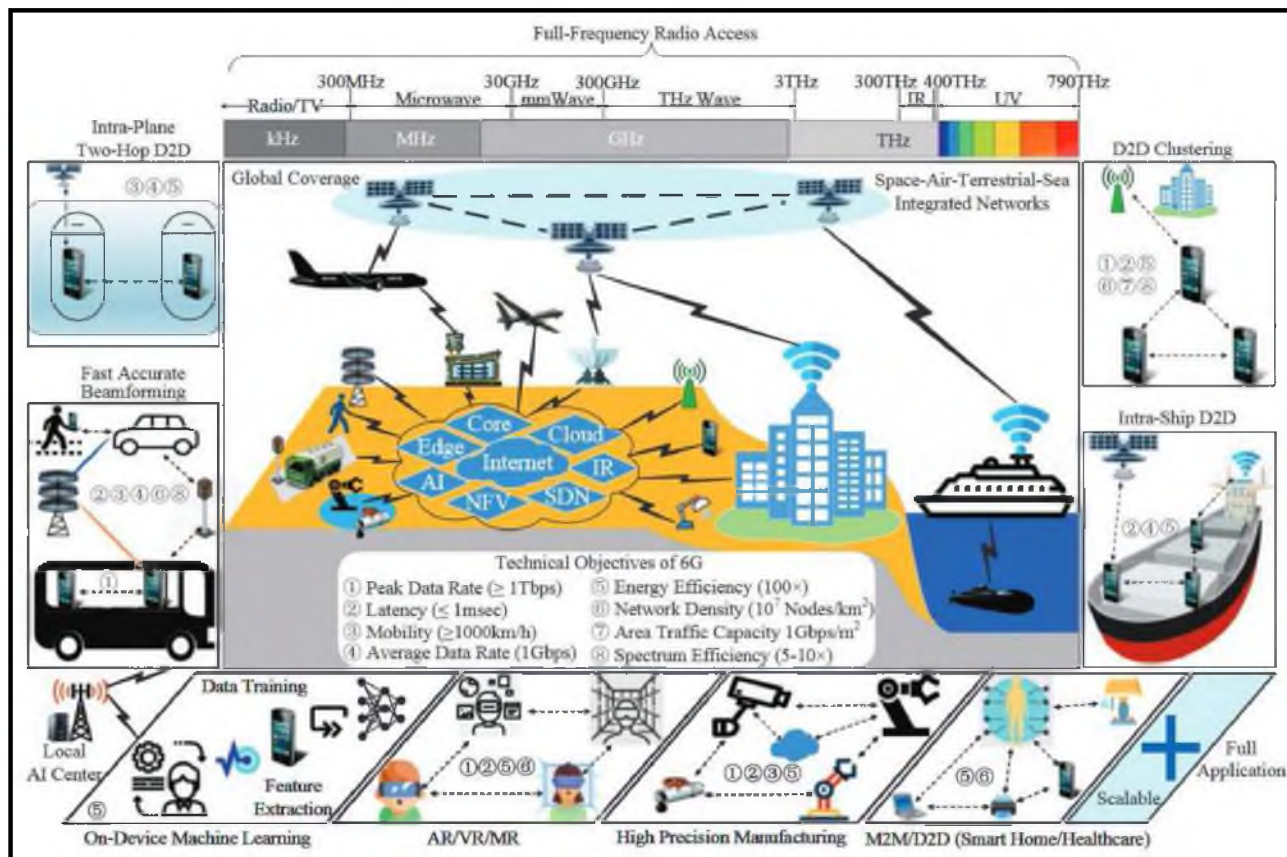 Full-Frequency Radio Access
300MHz
30GHz
300GHz
3THz
300THz
400THz
790THz
Radio/TV
Microwave
mmWave
THz Wave
IR
UV
kHz
MHz
GHz
THz
Intra-Plane
Two-Hop D2D
③④⑤
Global Coverage
Space-Air-Terrestrial-Sea
Integrated Networks
D2D Clustering
①②⑤
⑥⑦⑧
Fast Accurate
Beamforming
②③④⑥⑧
①
Core
Edge
Cloud
Internet
AI
IR
NFV
SDN
Intra-Ship D2D
②④⑤
Technical Objectives of 6G
① Peak Data Rate (≥ 1Tbps)
② Latency (≤ 1msec)
③ Mobility (≥1000km/h)
④ Average Data Rate (1Gbps)
⑤ Energy Efficiency (100×)
⑥ Network Density (10⁷ Nodes/km²)
⑦ Area Traffic Capacity 1Gbps/m²
⑧ Spectrum Efficiency (5-10×)
Local
AI Center
Data Training
Feature
Extraction
⑤
On-Device Machine Learning
①②⑤⑥
AR/VR/MR
①②③⑤
High Precision Manufacturing
⑤⑥
M2M/D2D (Smart Home/Healthcare)
Scalable
Full
Application